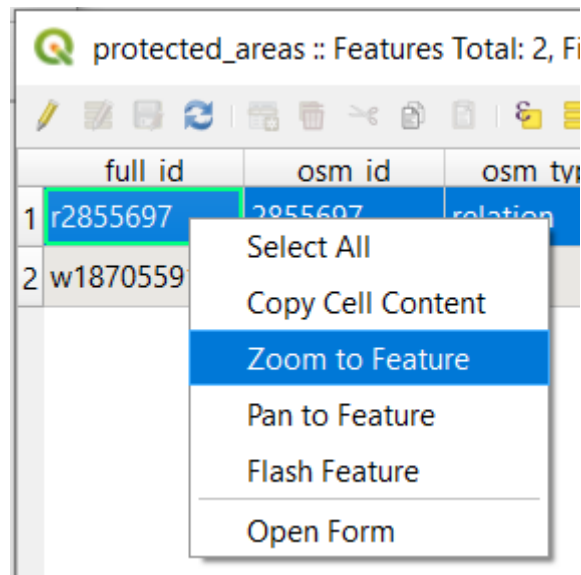 protected_areas :: Features Total: 2, Fi
full_id osm_id osm_typ
1 r2855697 2855697 relation
Select All
2 w18705591
Copy Cell Content
Zoom to Feature
Pan to Feature
Flash Feature
Open Form